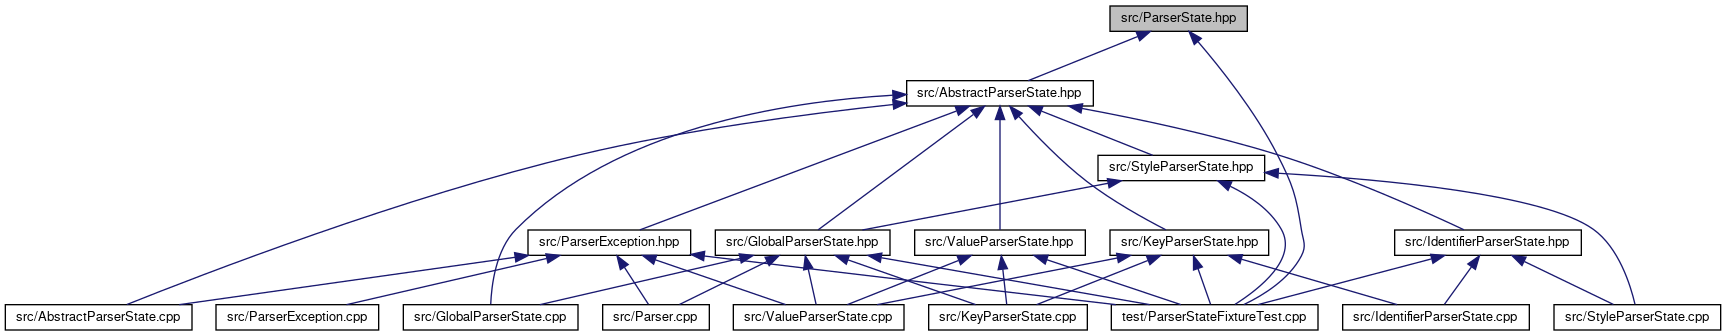 src/ParserState.hpp
src/AbstractParserState.hpp
src/StyleParserState.hpp
src/ParserException.hpp
src/GlobalParserState.hpp
src/ValueParserState.hpp
src/KeyParserState.hpp
src/IdentifierParserState.hpp
src/AbstractParserState.cpp
src/ParserException.cpp
src/GlobalParserState.cpp
src/Parser.cpp
src/ValueParserState.cpp
src/KeyParserState.cpp
test/ParserStateFixtureTest.cpp
src/IdentifierParserState.cpp
src/StyleParserState.cpp